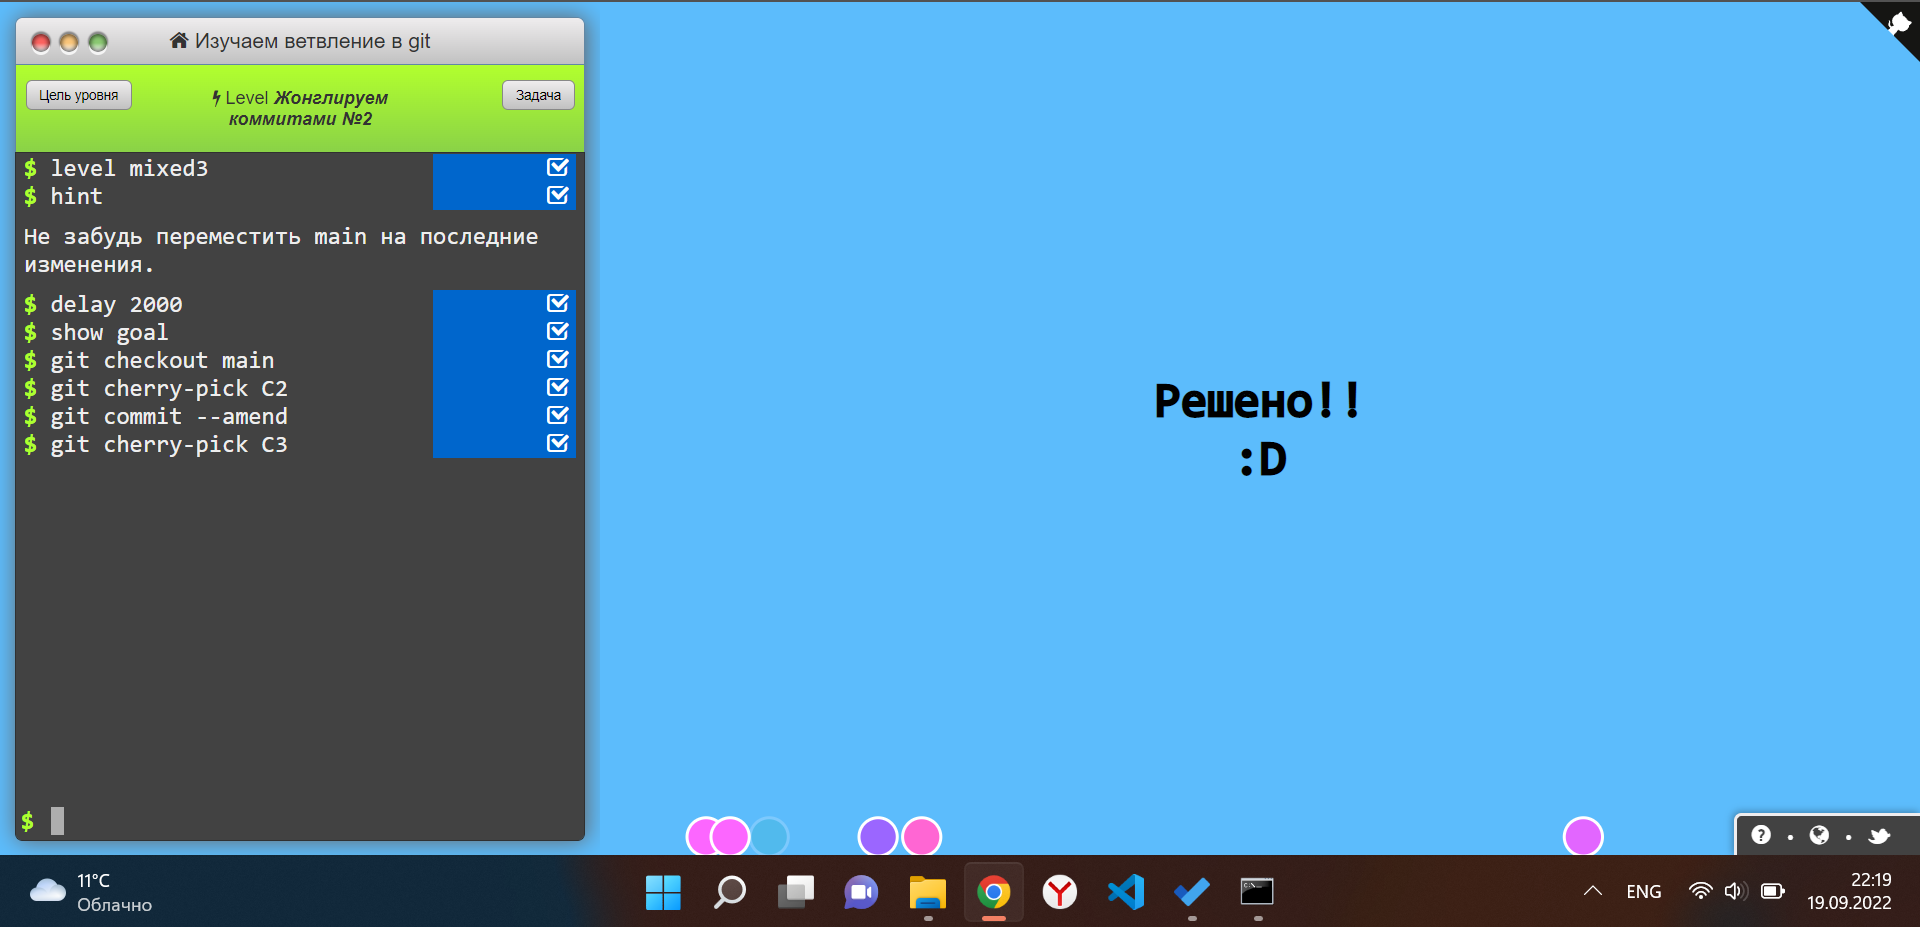 Изучаем ветвление в git
Цель уровня
Level Жонглируем
коммитами №2
Задача
$ level mixed3
$ hint
Не забудь переместить main на последние
изменения.
$ delay 2000
$ show goal
$ git checkout main
$ git cherry-pick C2
$ git commit --amend
$ git cherry-pick C3
$
Решено!!
:D
11°C
Облачно
ENG
22:19
19.09.2022